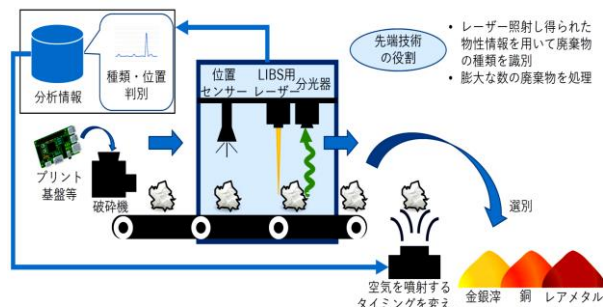 種類・位置
判別
分析情報
プリント
基盤等
破砕機
位置
センサー
LIBS用
レーザー
分光器
先端技術
の役割
• レーザー照射し得られた
物性情報を用いて廃棄物
の種類を識別
• 膨大な数の廃棄物を処理
選別
空気を噴射する
タイミングを変え
金銀滓
銅
レアメタル